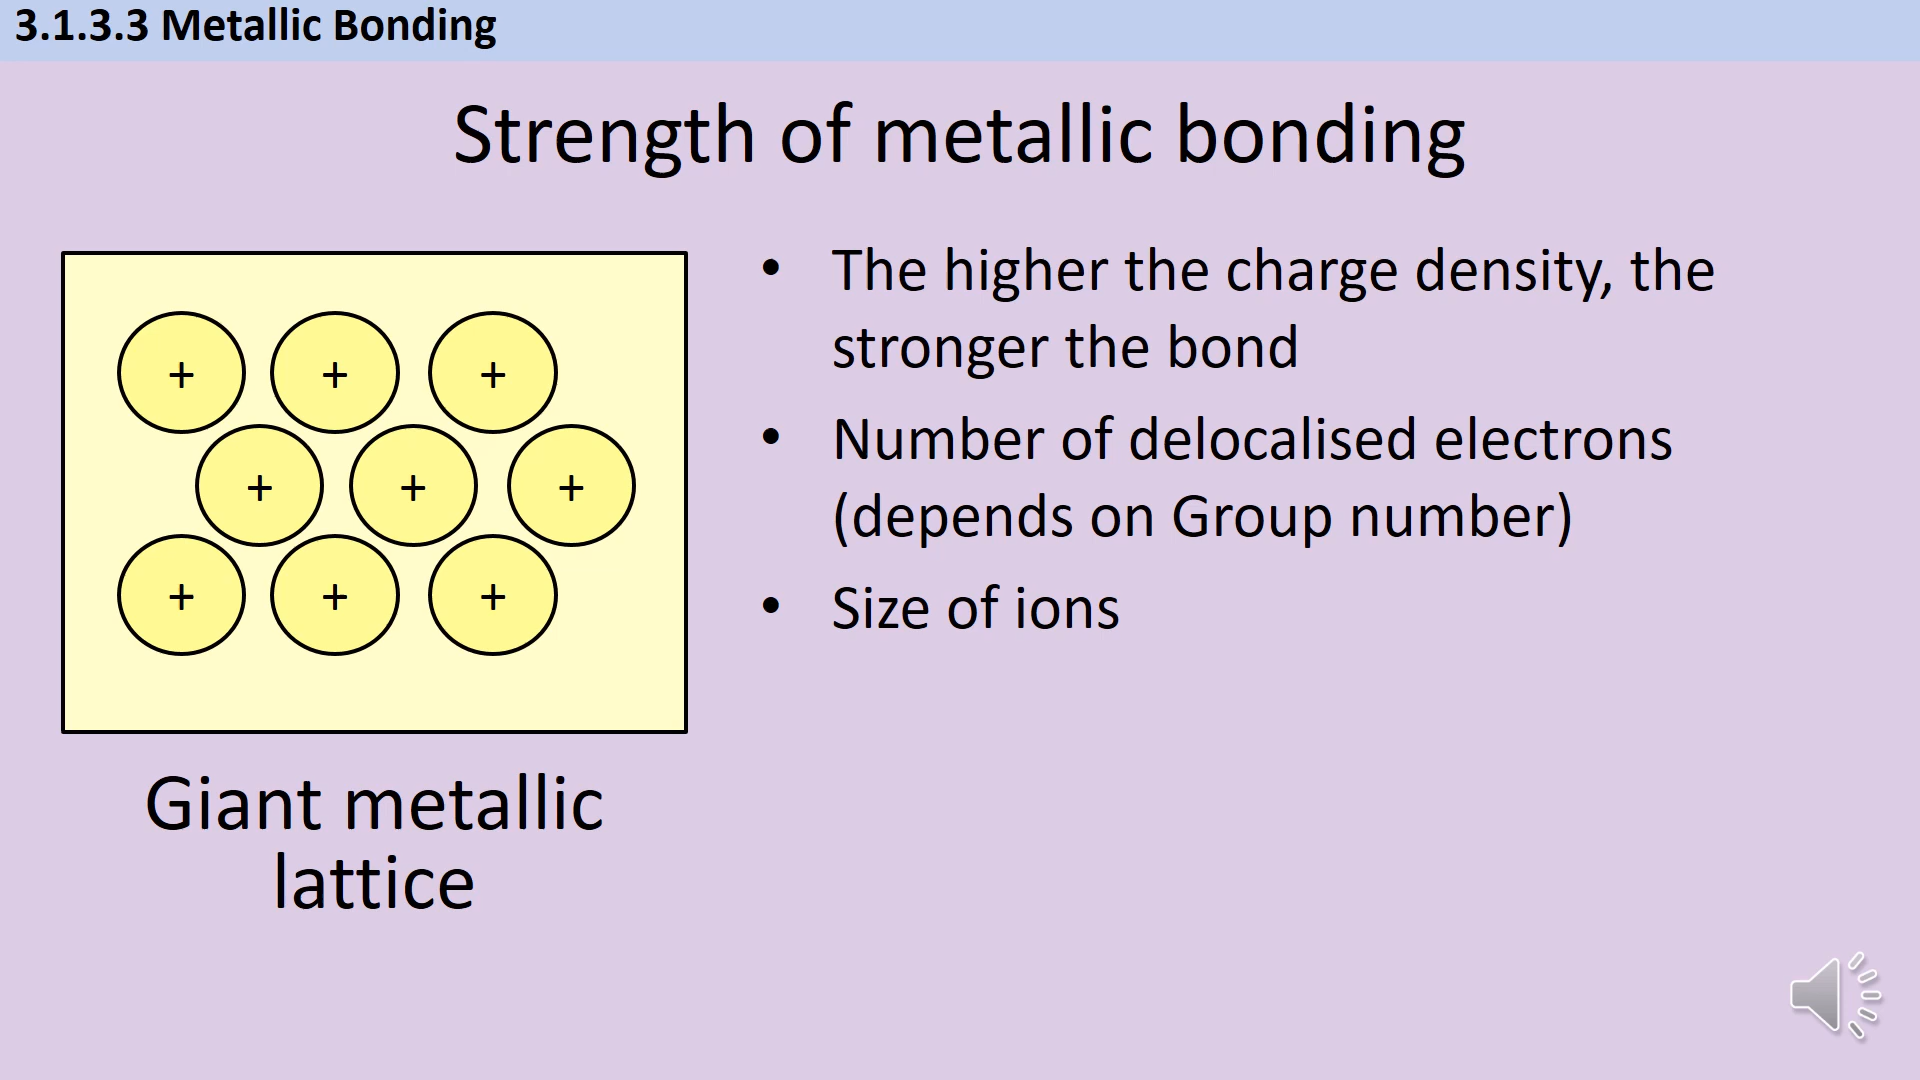 3.1.3.3 Metallic Bonding
Strength of metallic bonding
+ + +
+ + +
+ + +
Giant metallic
lattice
• The higher the charge density, the
stronger the bond
• Number of delocalised electrons
(depends on Group number)
• Size of ions